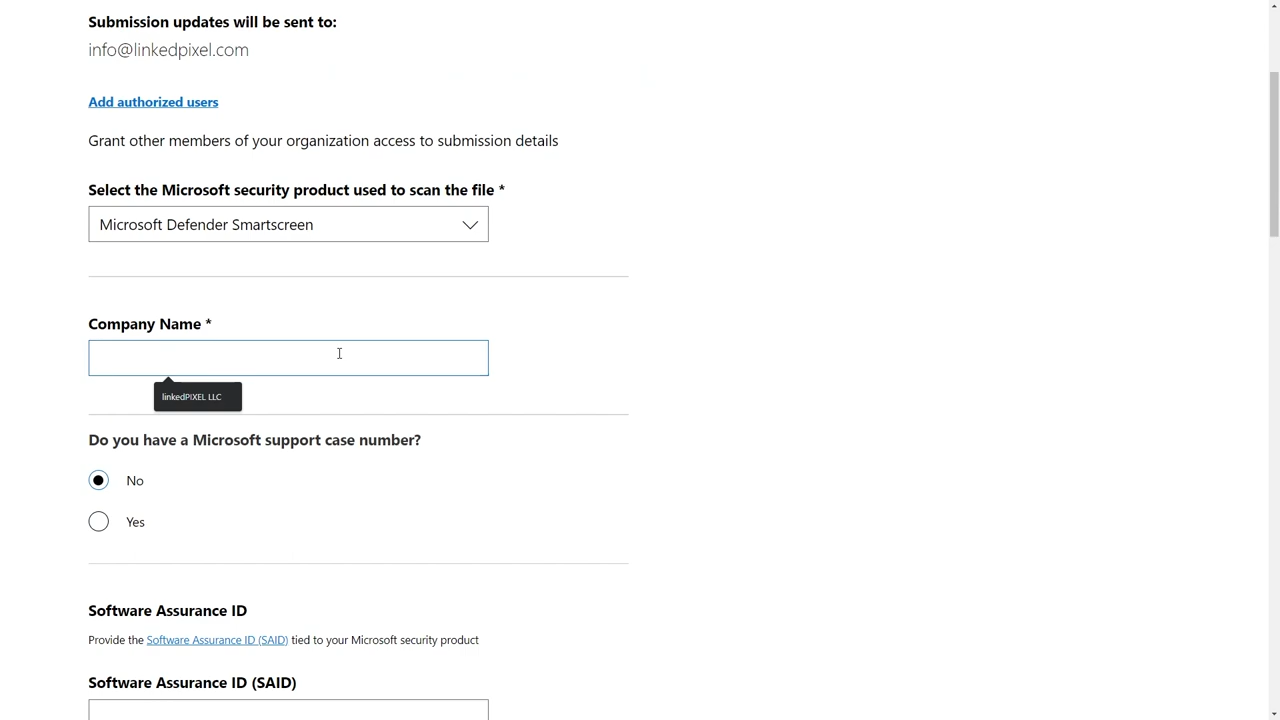 Submission updates will be sent to:
info@linkedpixel.com
Add authorized users
Grant other members of your organization access to submission details
Select the Microsoft security product used to scan the file *
Microsoft Defender Smartscreen
Company Name *
linkedPIXEL LLC
Do you have a Microsoft support case number?
No
Yes
Software Assurance ID
Provide the Software Assurance ID (SAID) tied to your Microsoft security product
Software Assurance ID (SAID)